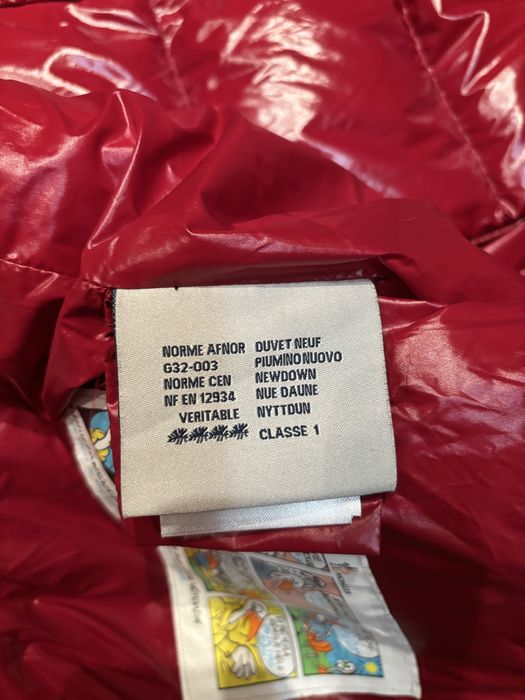 NORME AFNOR DUVET NEUF
G32-003 PIUMINO NUOVO
NORME CEN NEWDOWN
NF EN 12934 NUE DAUNE
VERITABLE NYTTDUN
CLASSE 1